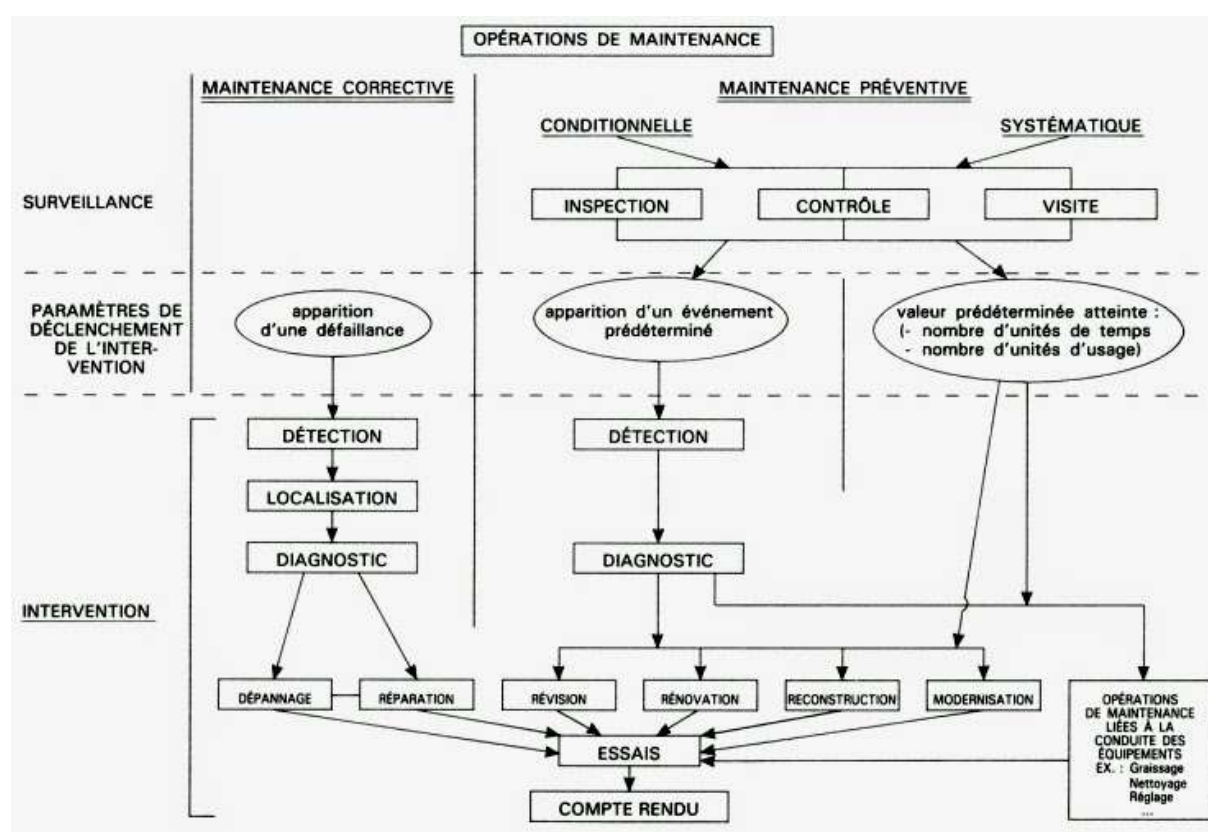 OPÉRATIONS DE MAINTENANCE
MAINTENANCE CORRECTIVE
MAINTENANCE PRÉVENTIVE
CONDITIONNELLE
SYSTÉMATIQUE
SURVEILLANCE
INSPECTION
CONTRÔLE
VISITE
PARAMÈTRES DE
DÉCLENCHEMENT
DE L'INTER-
VENTION
apparition
d'une défaillance
apparition d'un événement
prédéterminé
valeur prédéterminée atteinte :
(- nombre d'unités de temps
- nombre d'unités d'usage)
DÉTECTION
DÉTECTION
LOCALISATION
DIAGNOSTIC
DIAGNOSTIC
INTERVENTION
DÉPANNAGE
RÉPARATION
RÉVISION
RÉNOVATION
RECONSTRUCTION
MODERNISATION
OPÉRATIONS
DE MAINTENANCE
LIÉES À LA
CONDUITE DES
ÉQUIPEMENTS
EX. : Graissage
Nettoyage
Réglage
...
ESSAIS
COMPTE RENDU